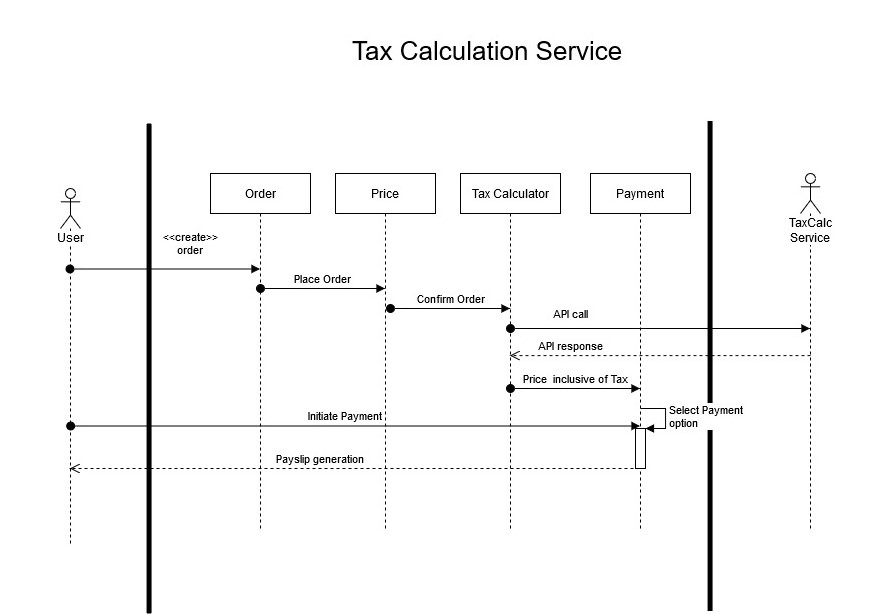 Tax Calculation Service
Order
Price
Tax Calculator
Payment
User
TaxCalc
Service
<<create>>
order
Place Order
Confirm Order
API call
API response
Price inclusive of Tax
Select Payment
option
Initiate Payment
Payslip generation